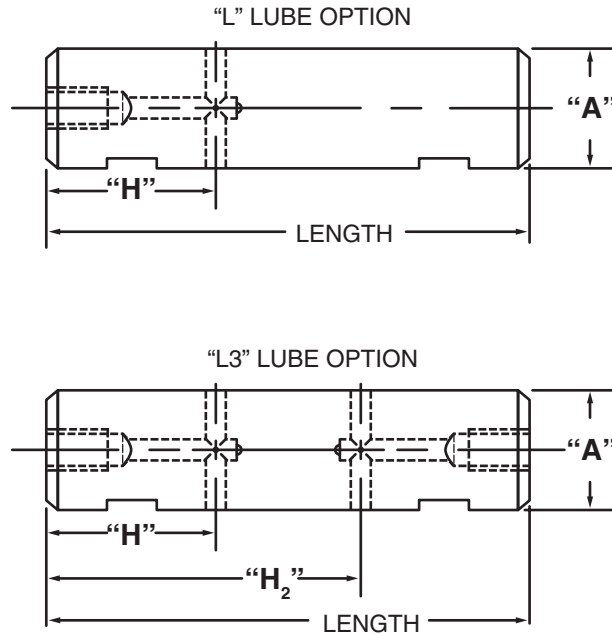 “L” LUBE OPTION
“A”
“H”
LENGTH
“L3” LUBE OPTION
“A”
“H”
“H₂”
LENGTH